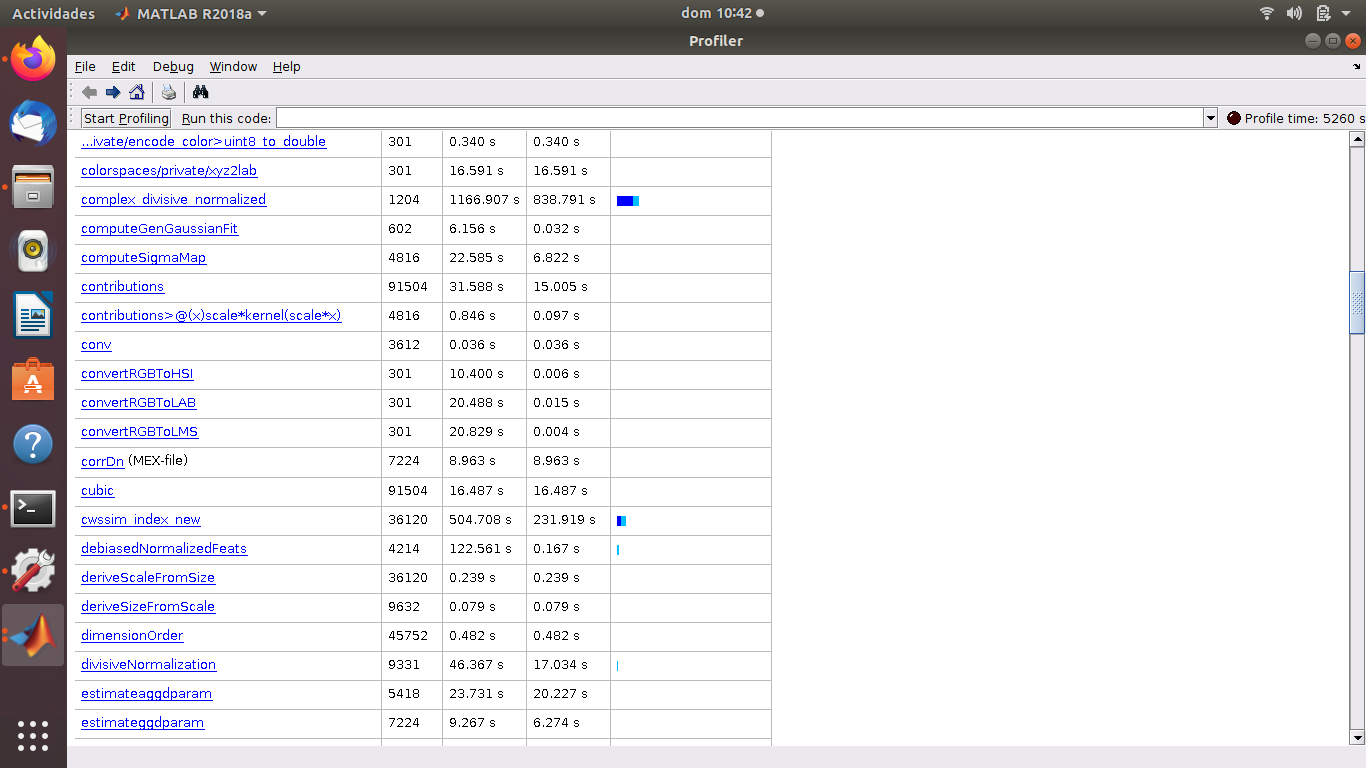 Actividades MATLAB R2018a dom 10:42
Profiler
File Edit Debug Window Help
Start Profiling Run this code: Profile time: 5260 s
...ivate/encode_color>uint8_to_double 301 0.340 s 0.340 s
colorspaces/private/xyz2lab 301 16.591 s 16.591 s
complex_divisive_normalized 1204 1166.907 s 838.791 s
computeGenGaussianFit 602 6.156 s 0.032 s
computeSigmaMap 4816 22.585 s 6.822 s
contributions 91504 31.588 s 15.005 s
contributions>@(x)scale*kernel(scale*x) 4816 0.846 s 0.097 s
conv 3612 0.036 s 0.036 s
convertRGBToHSI 301 10.400 s 0.006 s
convertRGBToLAB 301 20.488 s 0.015 s
convertRGBToLMS 301 20.829 s 0.004 s
corrDn (MEX-file) 7224 8.963 s 8.963 s
cubic 91504 16.487 s 16.487 s
cwssim_index_new 36120 504.708 s 231.919 s
debiasedNormalizedFeats 4214 122.561 s 0.167 s
deriveScaleFromSize 36120 0.239 s 0.239 s
deriveSizeFromScale 9632 0.079 s 0.079 s
dimensionOrder 45752 0.482 s 0.482 s
divisiveNormalization 9331 46.367 s 17.034 s
estimateaggdparam 5418 23.731 s 20.227 s
estimateggdparam 7224 9.267 s 6.274 s